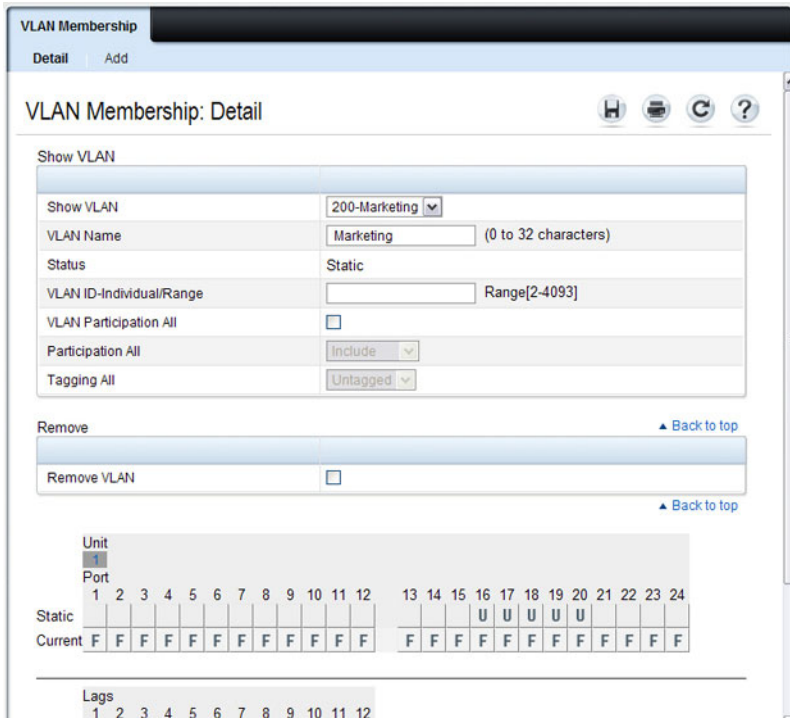 VLAN Membership
Detail Add
VLAN Membership: Detail
Show VLAN
Show VLAN 200-Marketing
VLAN Name Marketing (0 to 32 characters)
Status Static
VLAN ID-Individual/Range Range[2-4093]
VLAN Participation All
Participation All Include
Tagging All Untagged
Remove ▲ Back to top
Remove VLAN
▲ Back to top
Unit
1
Port
1 2 3 4 5 6 7 8 9 10 11 12 13 14 15 16 17 18 19 20 21 22 23 24
Static U U U U U
Current F F F F F F F F F F F F F F F F F F F F F F F F
Lags
1 2 3 4 5 6 7 8 9 10 11 12